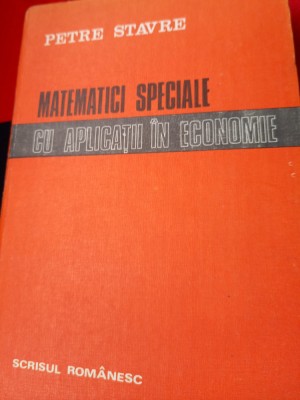 PETRE STAVRE
MATEMATICI SPECIALE
CU APLICAȚII ÎN ECONOMIE
SCRISUL ROMÂNESC